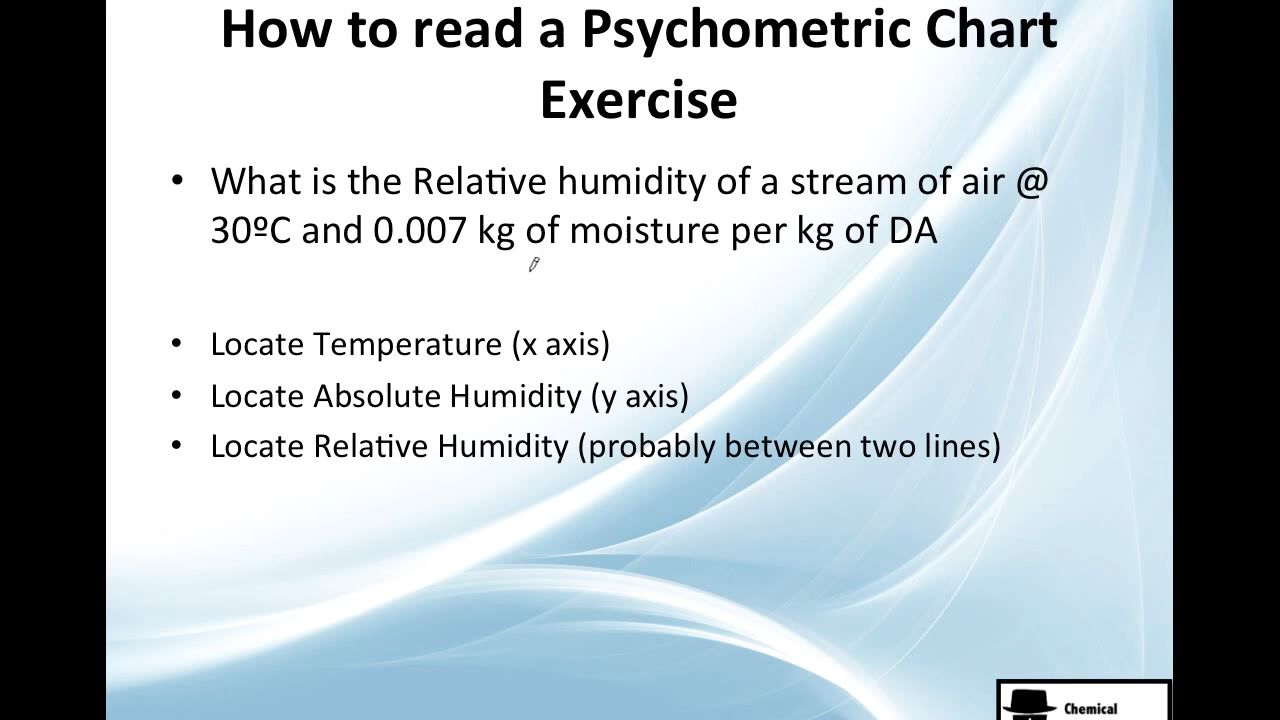 How to read a Psychometric Chart
Exercise
• What is the Relative humidity of a stream of air @
30ºC and 0.007 kg of moisture per kg of DA
• Locate Temperature (x axis)
• Locate Absolute Humidity (y axis)
• Locate Relative Humidity (probably between two lines)
Chemical